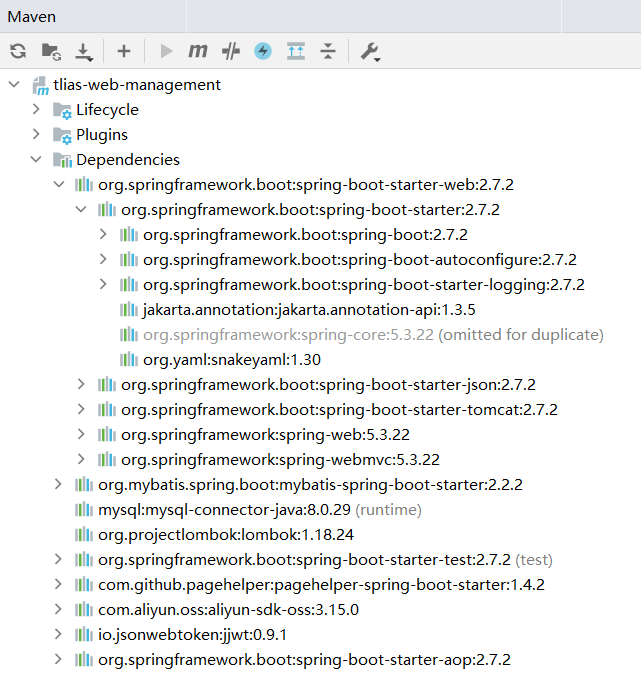 Maven
tlias-web-management
Lifecycle
Plugins
Dependencies
org.springframework.boot:spring-boot-starter-web:2.7.2
org.springframework.boot:spring-boot-starter:2.7.2
org.springframework.boot:spring-boot:2.7.2
org.springframework.boot:spring-boot-autoconfigure:2.7.2
org.springframework.boot:spring-boot-starter-logging:2.7.2
jakarta.annotation:jakarta.annotation-api:1.3.5
org.springframework:spring-core:5.3.22 (omitted for duplicate)
org.yaml:snakeyaml:1.30
org.springframework.boot:spring-boot-starter-json:2.7.2
org.springframework.boot:spring-boot-starter-tomcat:2.7.2
org.springframework:spring-web:5.3.22
org.springframework:spring-webmvc:5.3.22
org.mybatis.spring.boot:mybatis-spring-boot-starter:2.2.2
mysql:mysql-connector-java:8.0.29 (runtime)
org.projectlombok:lombok:1.18.24
org.springframework.boot:spring-boot-starter-test:2.7.2 (test)
com.github.pagehelper:pagehelper-spring-boot-starter:1.4.2
com.aliyun.oss:aliyun-sdk-oss:3.15.0
io.jsonwebtoken:jjwt:0.9.1
org.springframework.boot:spring-boot-starter-aop:2.7.2